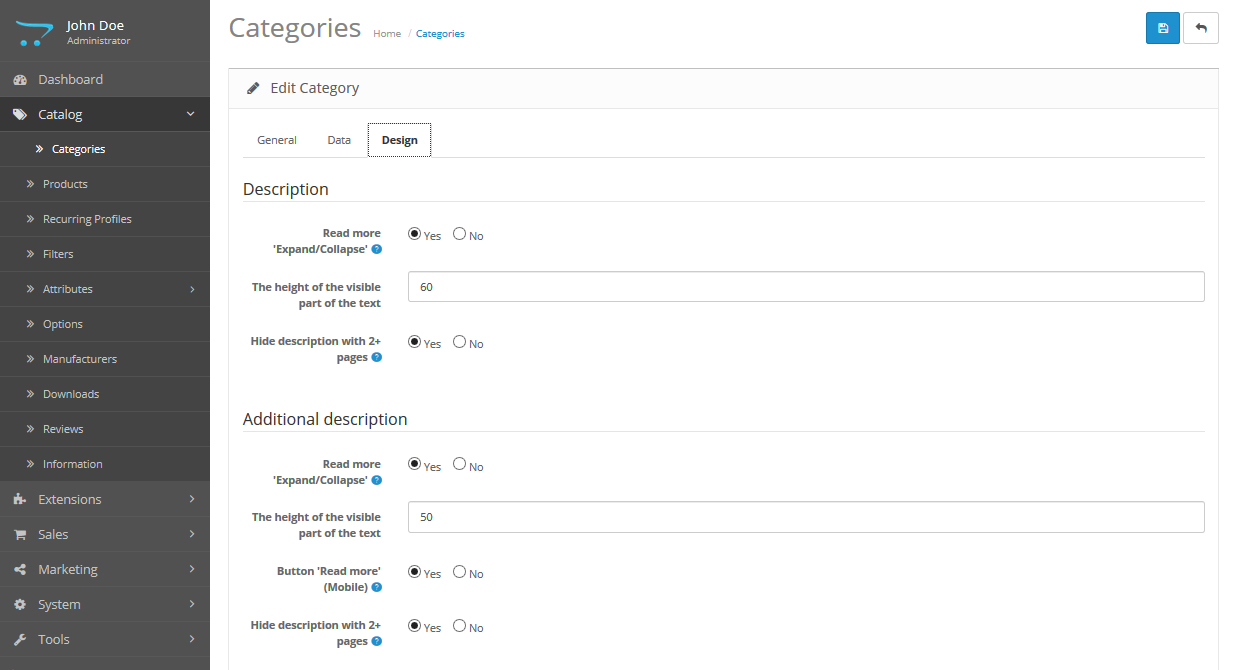 John Doe
Administrator
Dashboard
Catalog
Categories
Products
Recurring Profiles
Filters
Attributes
Options
Manufacturers
Downloads
Reviews
Information
Extensions
Sales
Marketing
System
Tools
Categories Home / Categories
Edit Category
General Data Design
Description
Read more
'Expand/Collapse' ?
Yes No
The height of the visible
part of the text
60
Hide description with 2+
pages ?
Yes No
Additional description
Read more
'Expand/Collapse' ?
Yes No
The height of the visible
part of the text
50
Button 'Read more'
(Mobile) ?
Yes No
Hide description with 2+
pages ?
Yes No